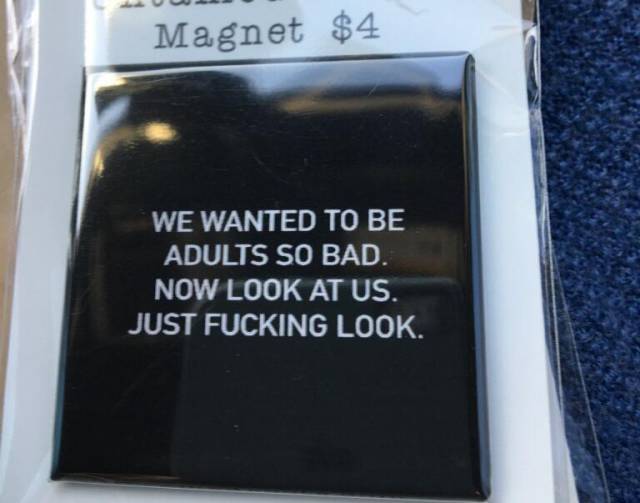 Magnet $4
WE WANTED TO BE
ADULTS SO BAD.
NOW LOOK AT US.
JUST FUCKING LOOK.